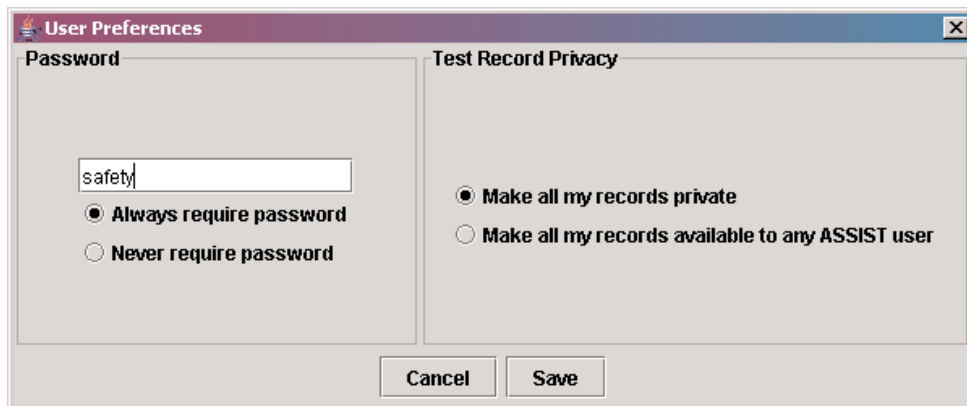 User Preferences
Password
safety
Always require password
Never require password
Test Record Privacy
Make all my records private
Make all my records available to any ASSIST user
Cancel
Save